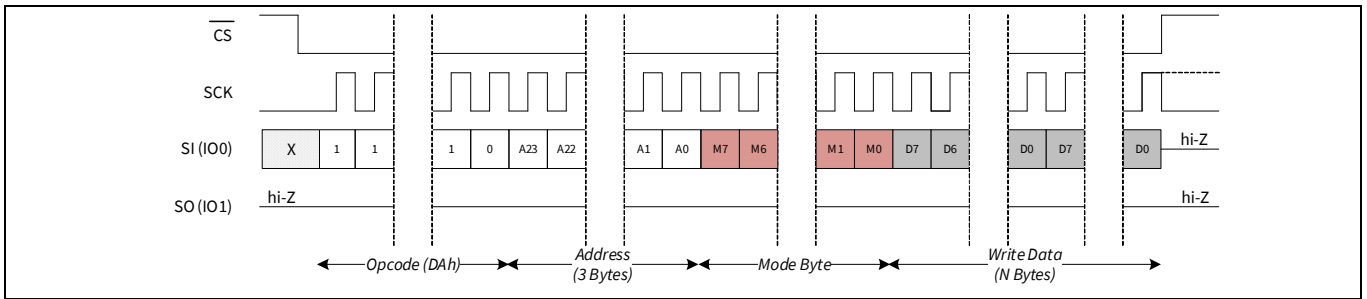 CS
SCK
SI (IO0) X 1 1 1 0 A23 A22 A1 A0 M7 M6 M1 M0 D7 D6 D0 D7 D0 hi-Z
hi-Z hi-Z
SO (IO1)
Opcode (DAh) Address (3 Bytes) Mode Byte Write Data (N Bytes)